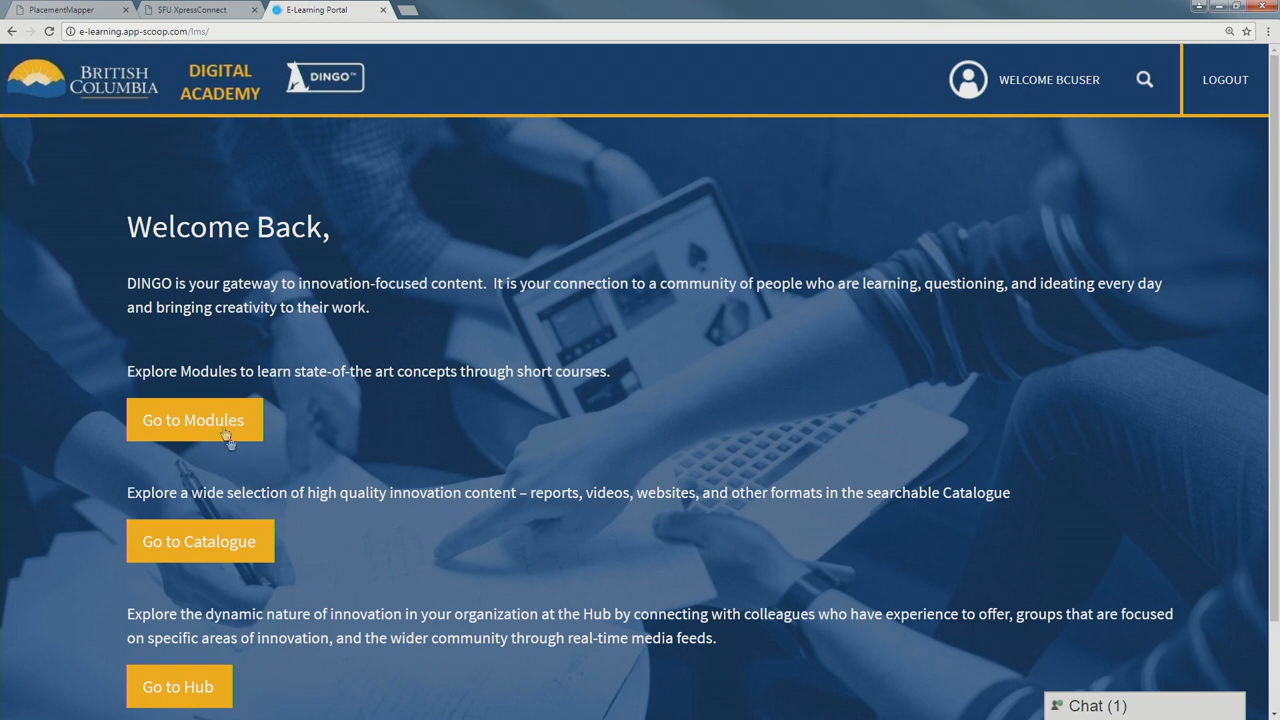 PlacementMapper
SFU XpressConnect
E-Learning Portal
e-learning.app-scoop.com/lms/
BRITISH COLUMBIA
DIGITAL ACADEMY
DINGO™
WELCOME BCUSER
LOGOUT
Welcome Back,
DINGO is your gateway to innovation-focused content.  It is your connection to a community of people who are learning, questioning, and ideating every day
and bringing creativity to their work.
Explore Modules to learn state-of-the art concepts through short courses.
Go to Modules
Explore a wide selection of high quality innovation content – reports, videos, websites, and other formats in the searchable Catalogue
Go to Catalogue
Explore the dynamic nature of innovation in your organization at the Hub by connecting with colleagues who have experience to offer, groups that are focused
on specific areas of innovation, and the wider community through real-time media feeds.
Go to Hub
Chat (1)